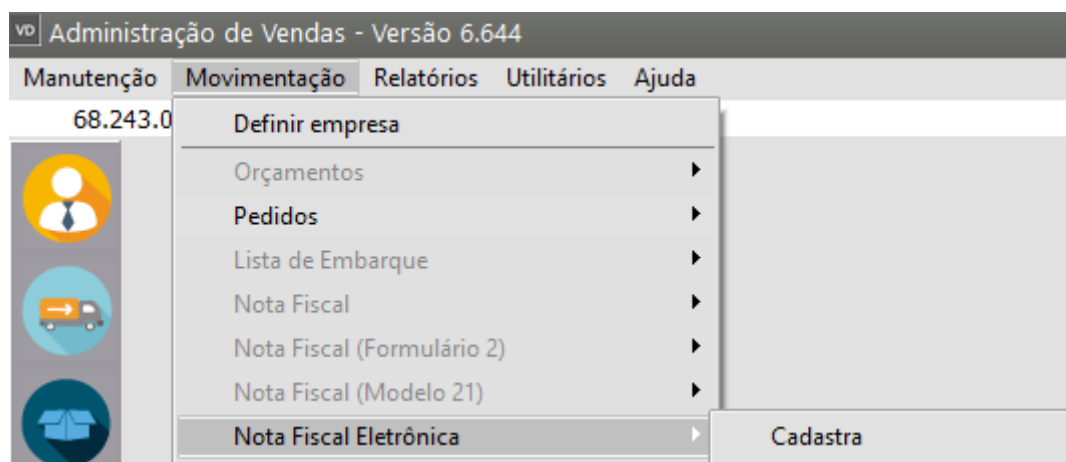 VD Administração de Vendas - Versão 6.644
Manutenção Movimentação Relatórios Utilitários Ajuda
68.243.0
Definir empresa
Orçamentos
Pedidos
Lista de Embarque
Nota Fiscal
Nota Fiscal (Formulário 2)
Nota Fiscal (Modelo 21)
Nota Fiscal Eletrônica Cadastra